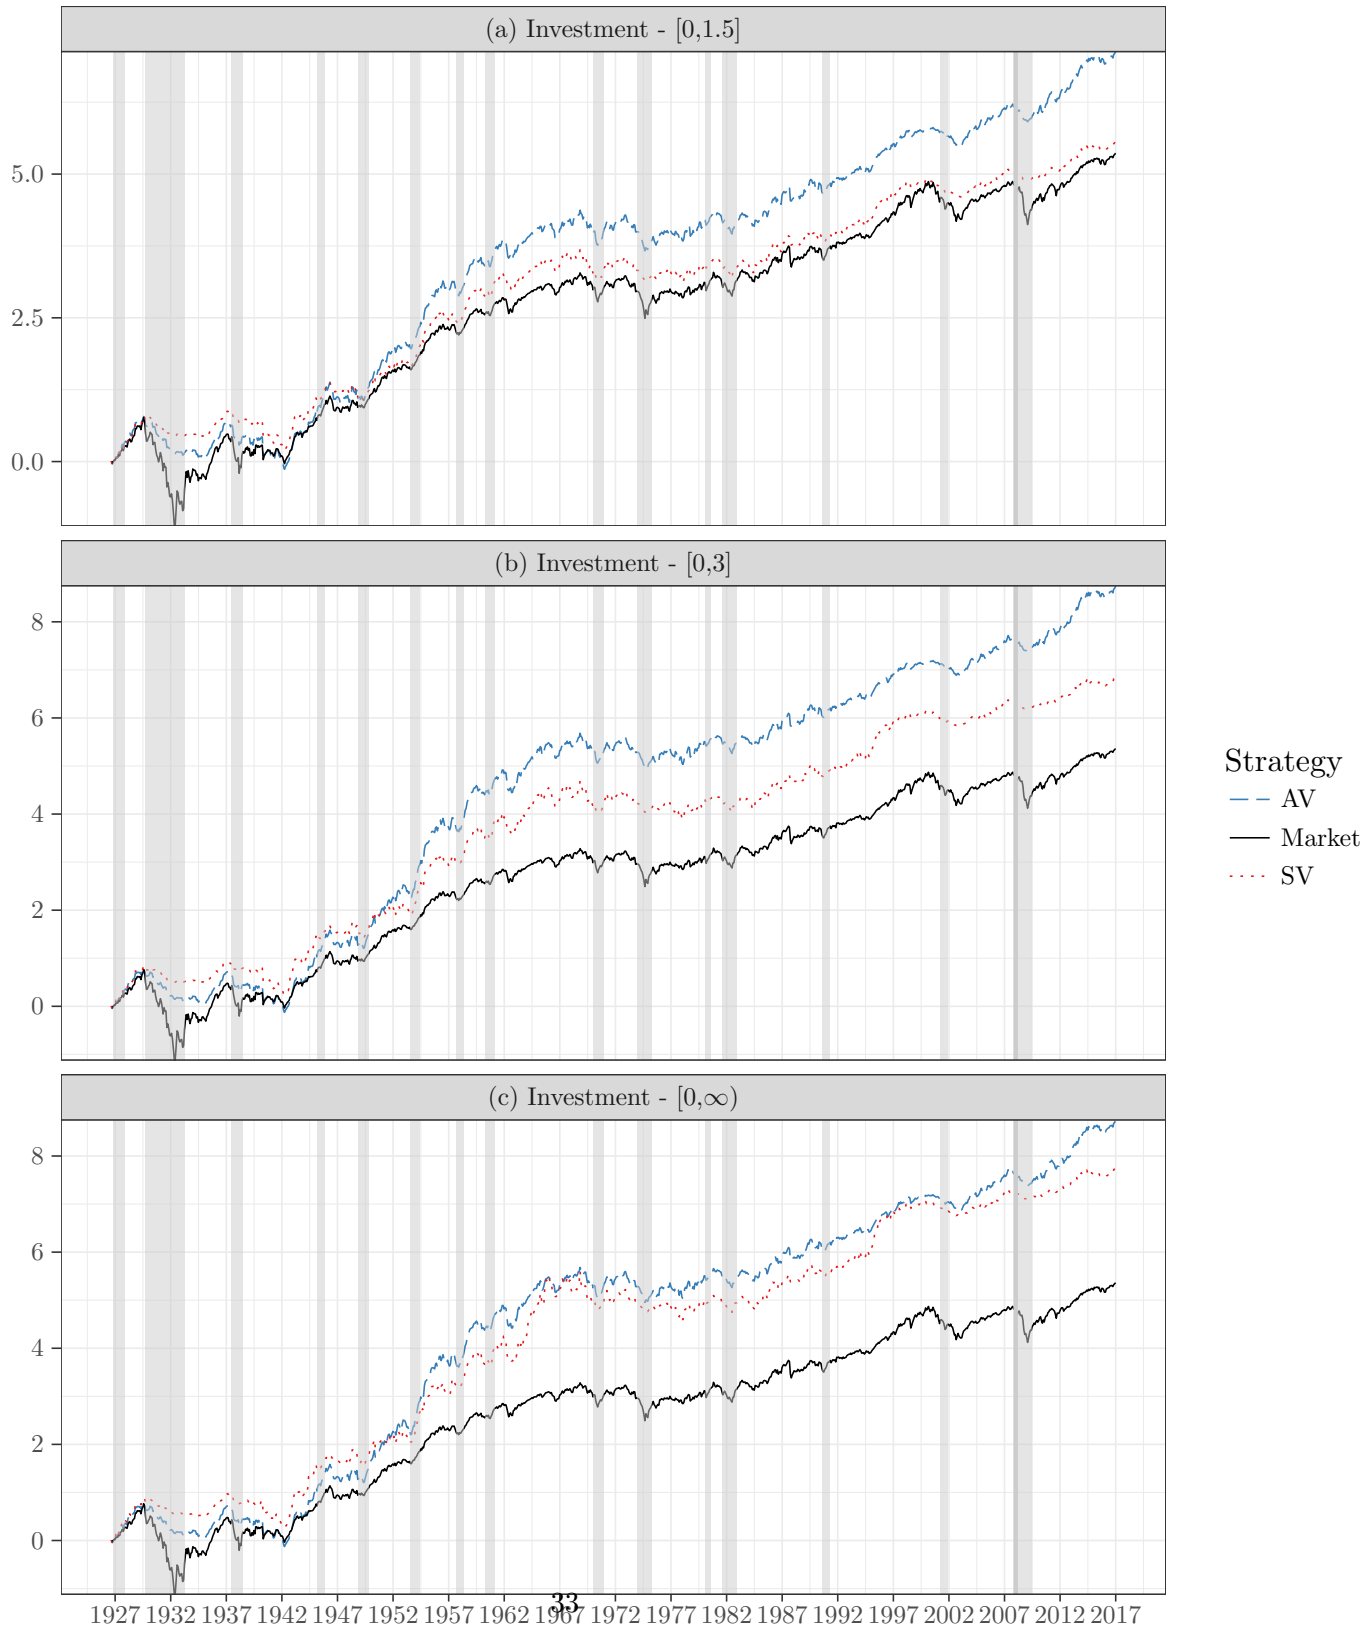 (a) Investment - [0,1.5]
5.0
2.5
0.0
(b) Investment - [0,3]
8
6
4
2
0
Strategy
AV
Market
SV
(c) Investment - [0,∞)
8
6
4
2
0
33
1927 1932 1937 1942 1947 1952 1957 1962 1967 1972 1977 1982 1987 1992 1997 2002 2007 2012 2017